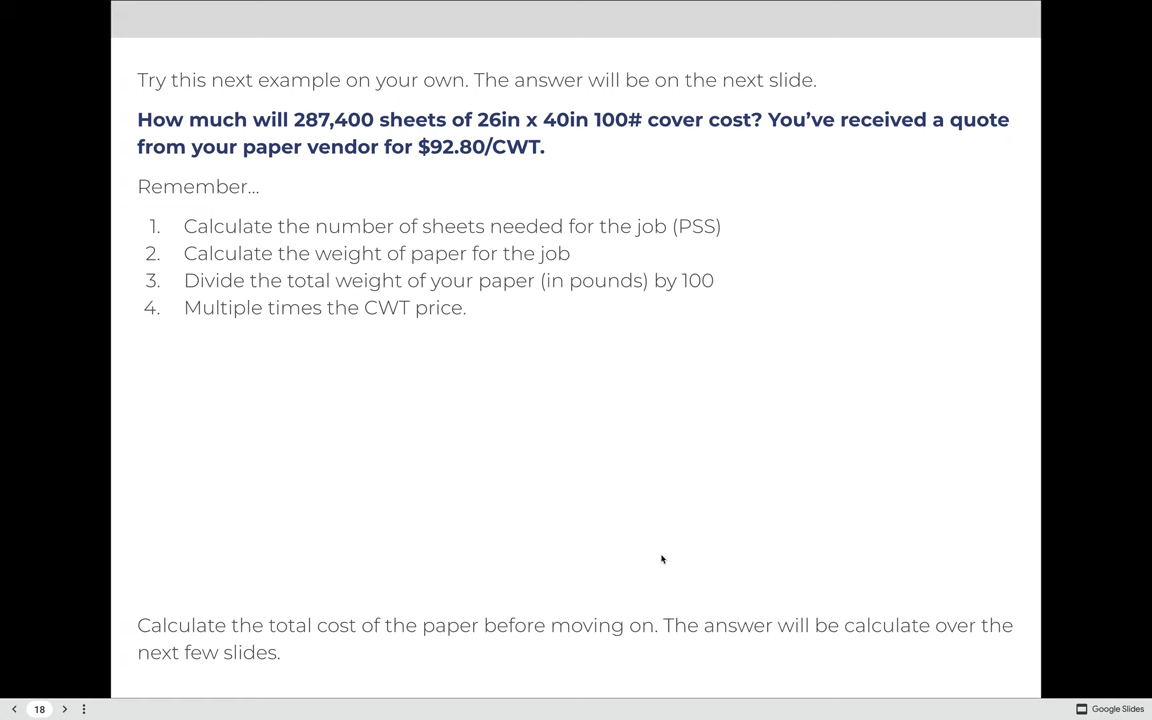 Try this next example on your own. The answer will be on the next slide.
How much will 287,400 sheets of 26in x 40in 100# cover cost? You’ve received a quote
from your paper vendor for $92.80/CWT.
Remember...
1. Calculate the number of sheets needed for the job (PSS)
2. Calculate the weight of paper for the job
3. Divide the total weight of your paper (in pounds) by 100
4. Multiple times the CWT price.
Calculate the total cost of the paper before moving on. The answer will be calculate over the
next few slides.
18
Google Slides